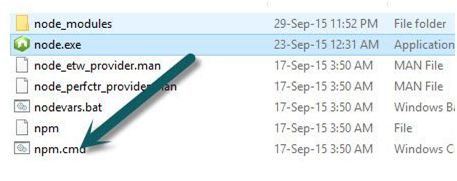 node_modules 29-Sep-15 11:52 PM File folder
node.exe 23-Sep-15 12:31 AM Application
node_etw_provider.man 17-Sep-15 3:50 AM MAN File
node_perfctr_provider.man 17-Sep-15 3:50 AM MAN File
nodevars.bat 17-Sep-15 3:50 AM Windows Ba
npm 17-Sep-15 3:50 AM File
npm.cmd 17-Sep-15 3:50 AM Windows